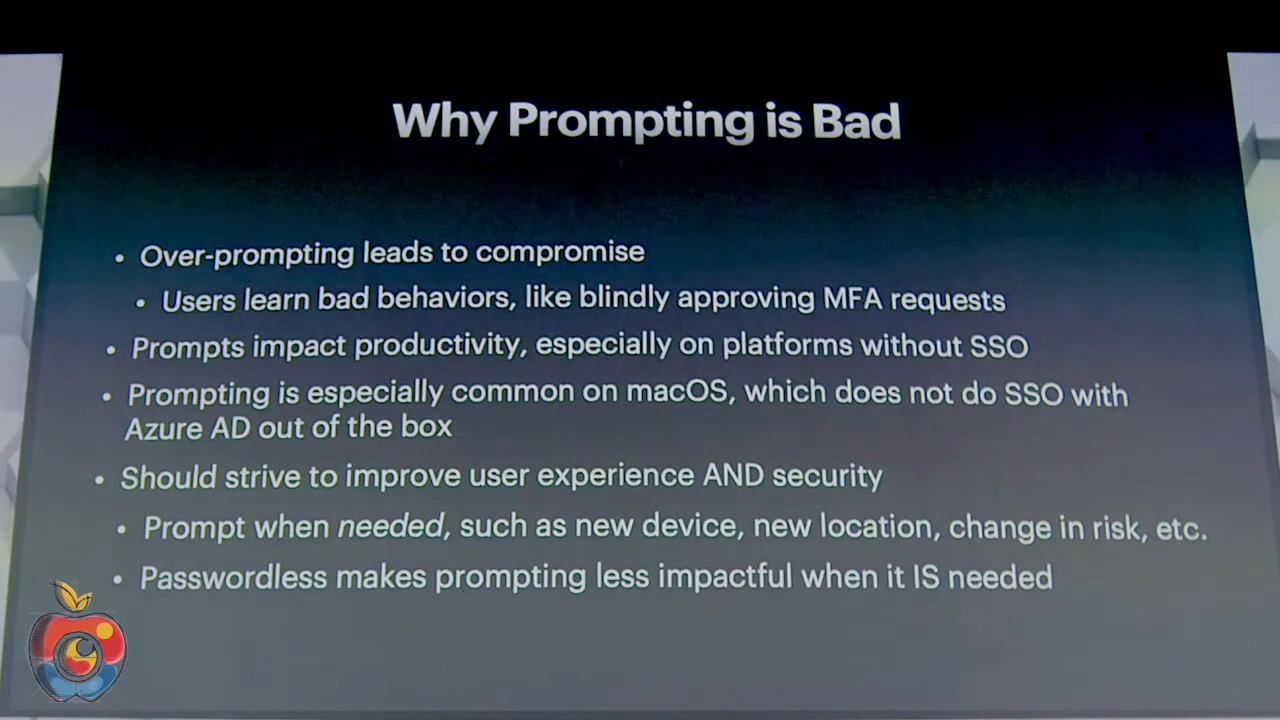 Why Prompting is Bad
• Over-prompting leads to compromise
• Users learn bad behaviors, like blindly approving MFA requests
• Prompts impact productivity, especially on platforms without SSO
• Prompting is especially common on macOS, which does not do SSO with
Azure AD out of the box
• Should strive to improve user experience AND security
• Prompt when needed, such as new device, new location, change in risk, etc.
• Passwordless makes prompting less impactful when it IS needed